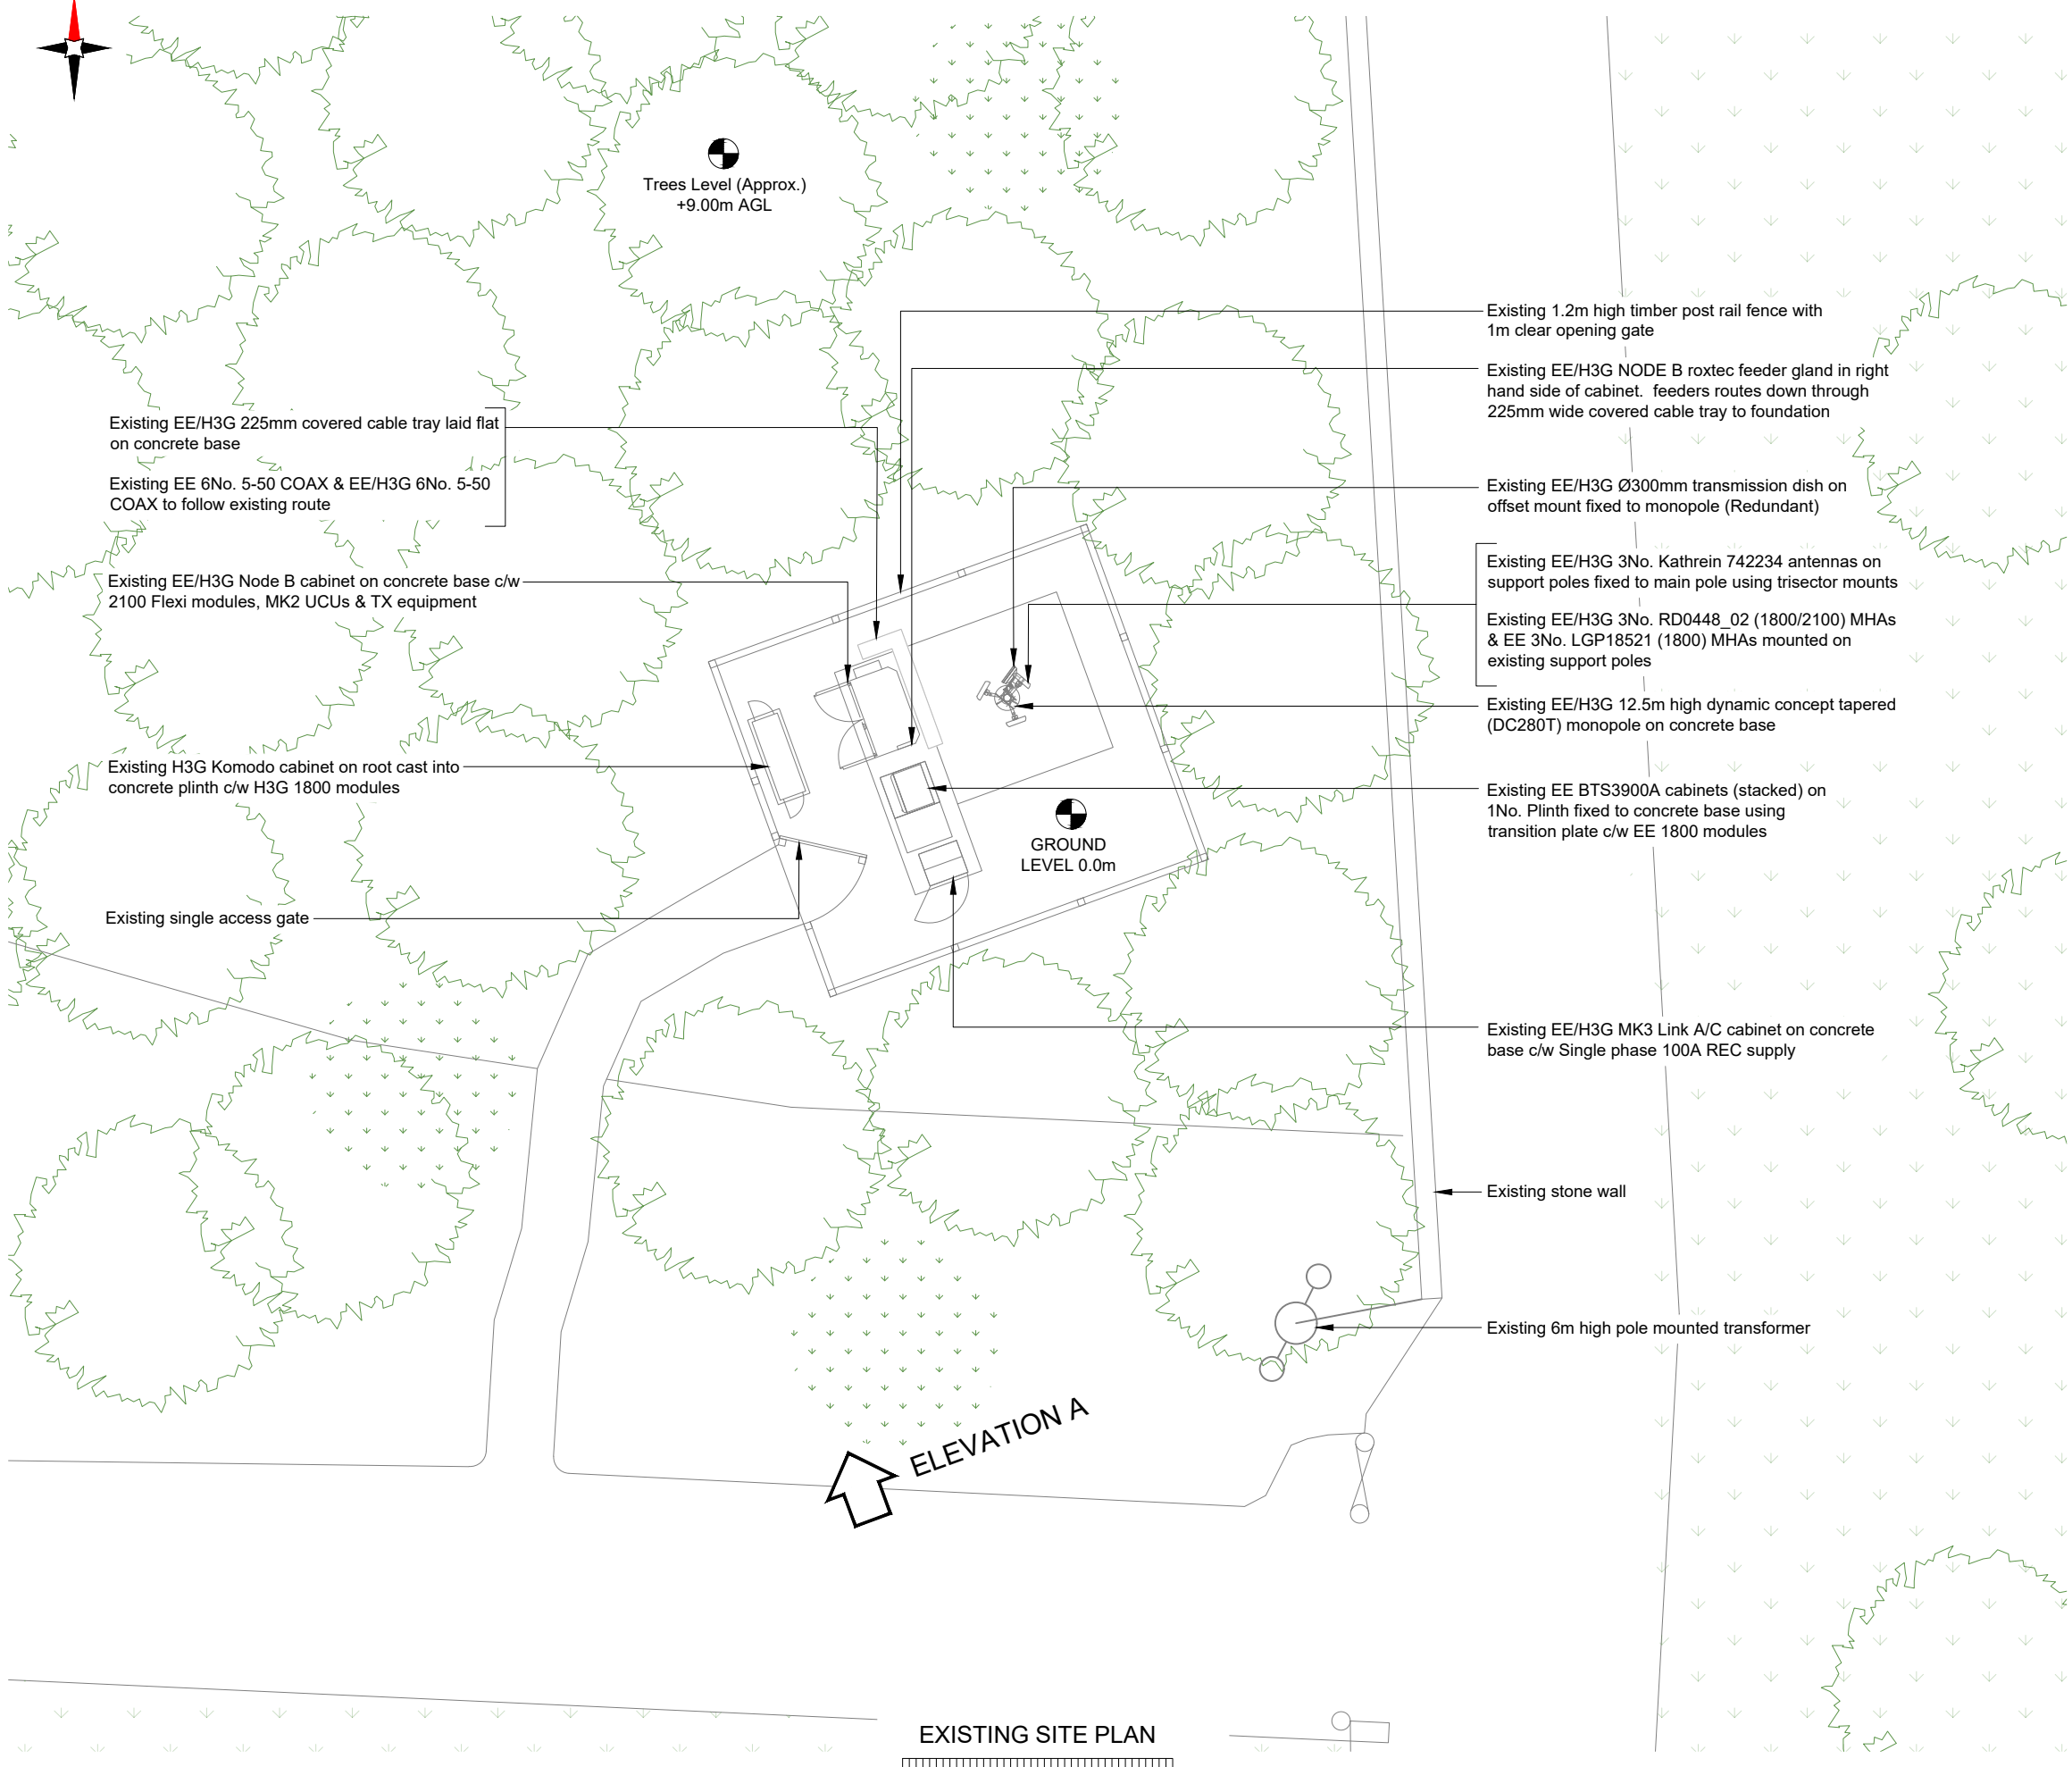 Trees Level (Approx.)
+9.00m AGL
Existing 1.2m high timber post rail fence with
1m clear opening gate
Existing EE/H3G NODE B roxtec feeder gland in right
hand side of cabinet. feeders routes down through
225mm wide covered cable tray to foundation
Existing EE/H3G 225mm covered cable tray laid flat
on concrete base
Existing EE 6No. 5-50 COAX & EE/H3G 6No. 5-50
COAX to follow existing route
Existing EE/H3G Ø300mm transmission dish on
offset mount fixed to monopole (Redundant)
Existing EE/H3G 3No. Kathrein 742234 antennas on
support poles fixed to main pole using trisector mounts
Existing EE/H3G 3No. RD0448_02 (1800/2100) MHAs
& EE 3No. LGP18521 (1800) MHAs mounted on
existing support poles
Existing EE/H3G Node B cabinet on concrete base c/w
2100 Flexi modules, MK2 UCUs & TX equipment
Existing EE/H3G 12.5m high dynamic concept tapered
(DC280T) monopole on concrete base
Existing H3G Komodo cabinet on root cast into
concrete plinth c/w H3G 1800 modules
Existing EE BTS3900A cabinets (stacked) on
1No. Plinth fixed to concrete base using
transition plate c/w EE 1800 modules
GROUND
LEVEL 0.0m
Existing single access gate
Existing EE/H3G MK3 Link A/C cabinet on concrete
base c/w Single phase 100A REC supply
Existing stone wall
Existing 6m high pole mounted transformer
ELEVATION A
EXISTING SITE PLAN